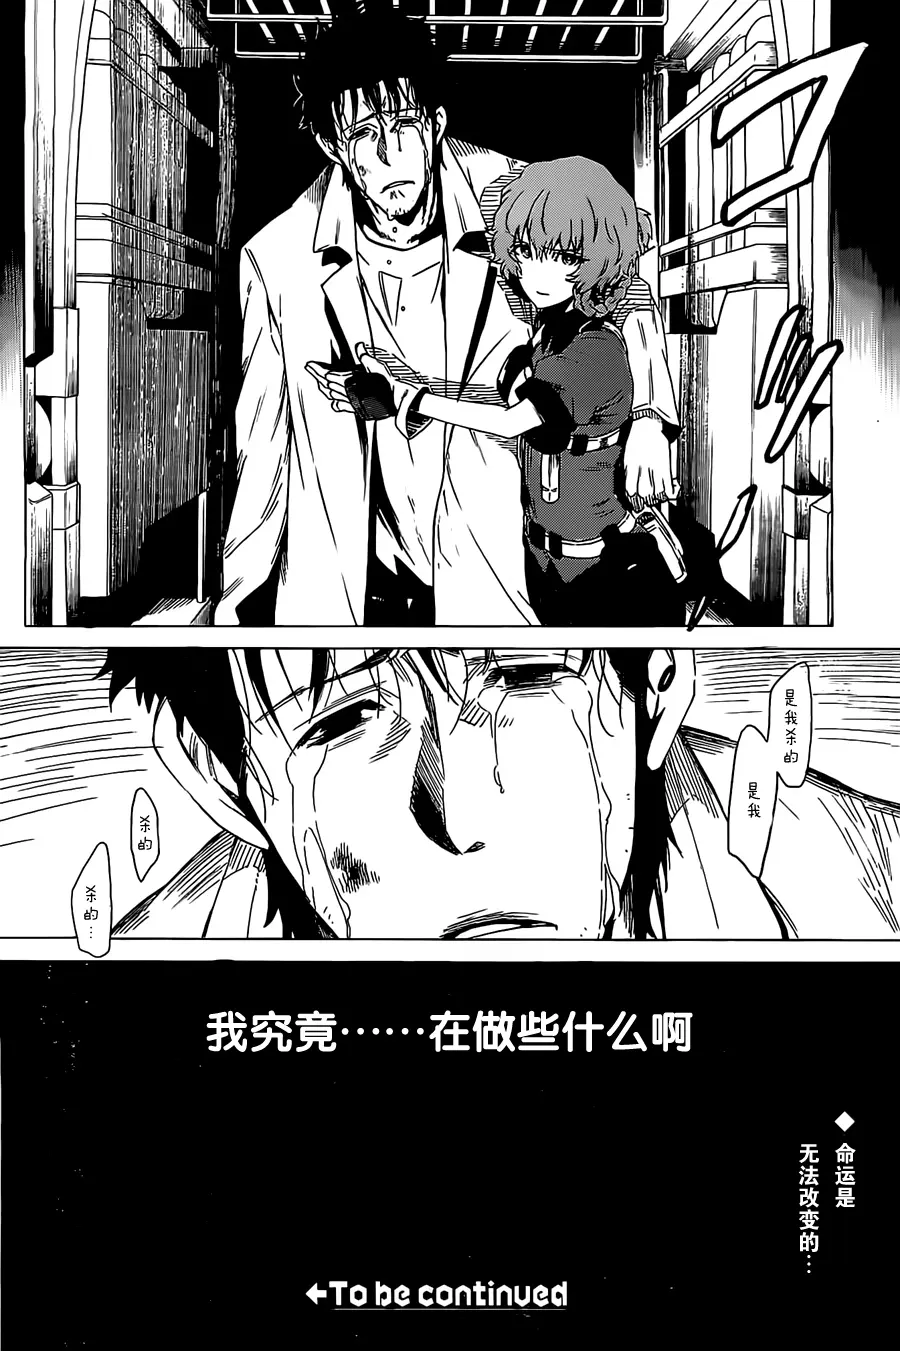 是我杀的
是我
杀的
杀的…
我究竟……在做些什么啊
◆命运是
无法改变的…
←To be continued